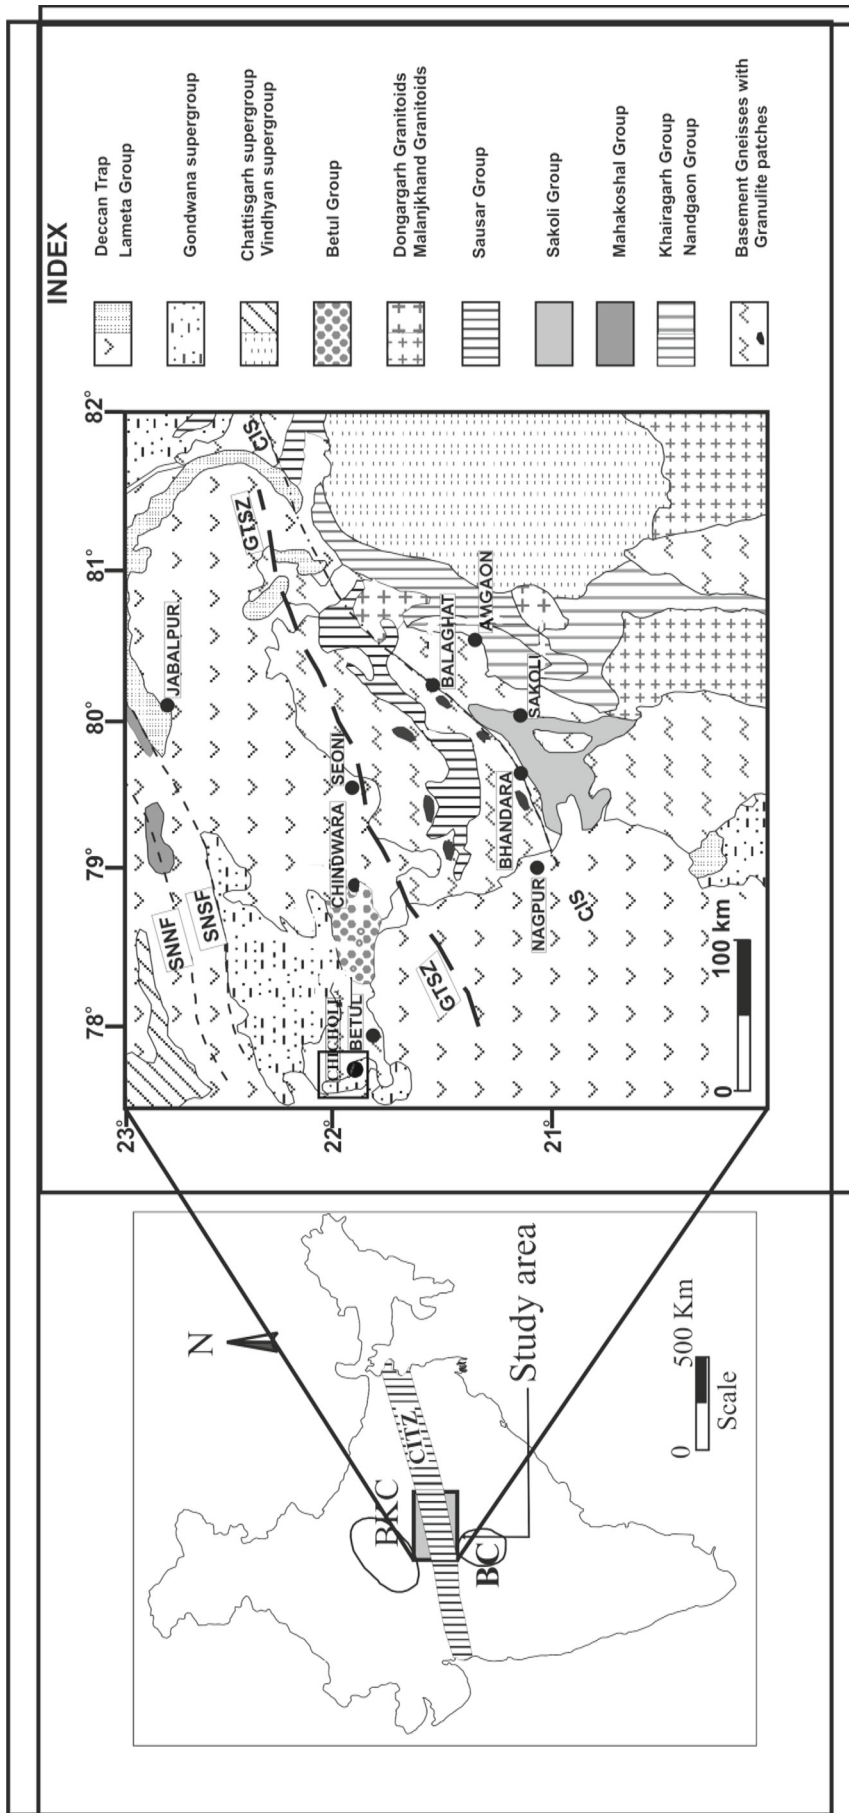 N
BKC
CITZ
BC
Study area
0 500 Km
Scale
78° 79° 80° 81° 82°
23°
22°
21°
SNNF
SNSF
JABALPUR
GTSZ
CIS
CHICHOLI
BETUL
CHINDWARA
SEONI
BALAGHAT
AMGAON
GTSZ
NAGPUR
BHANDARA
SAKOLI
CIS
0 100 km
INDEX
Deccan Trap
Lameta Group
Gondwana supergroup
Chattisgarh supergroup
Vindhyan supergroup
Betul Group
Dongargarh Granitoids
Malanjkhand Granitoids
Sausar Group
Sakoli Group
Mahakoshal Group
Khairagarh Group
Nandgaon Group
Basement Gneisses with
Granulite patches